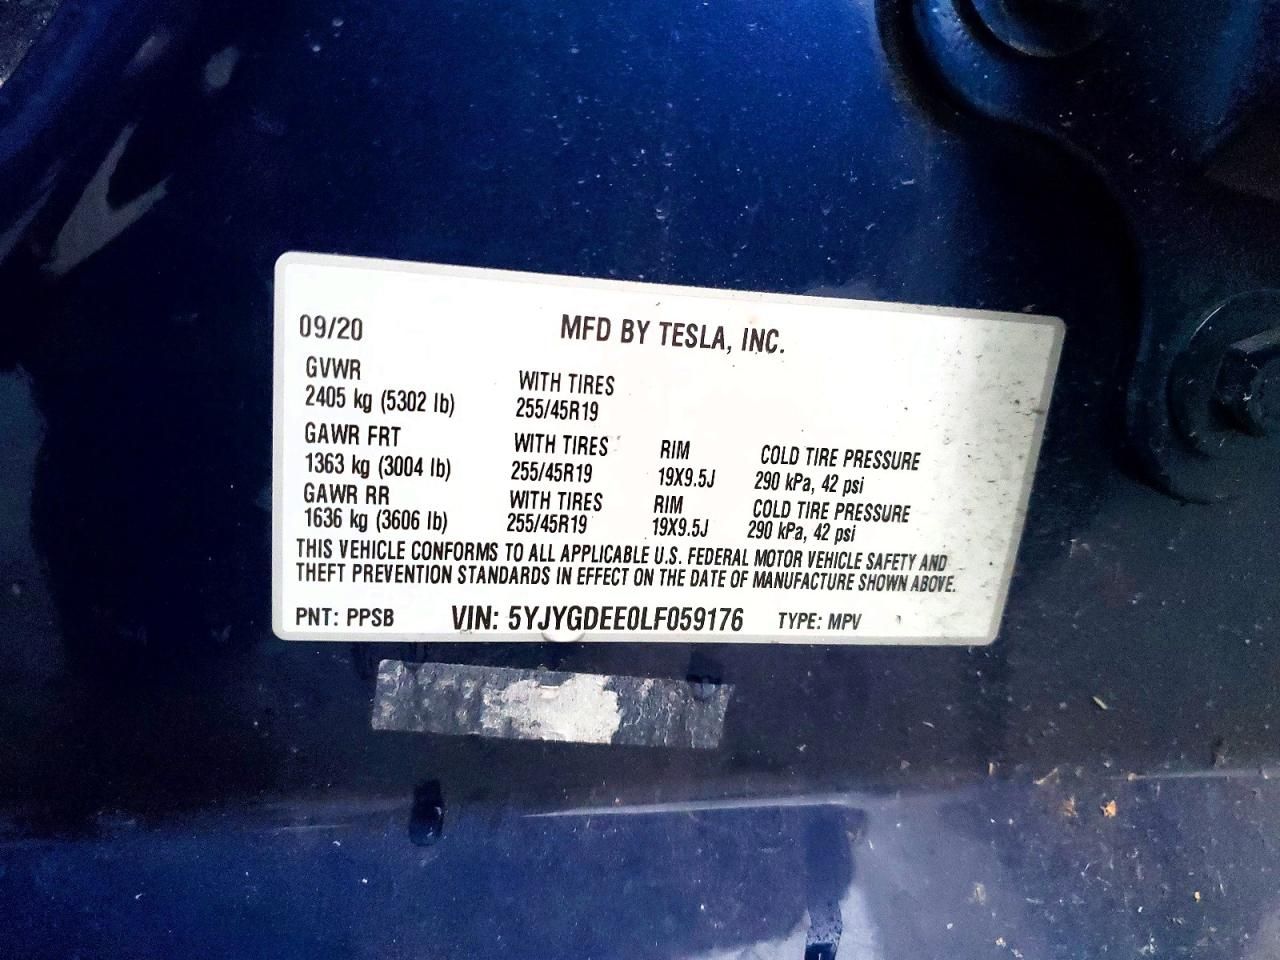 09/20 MFD BY TESLA, INC.
GVWR
2405 kg (5302 lb) WITH TIRES 255/45R19
GAWR FRT WITH TIRES RIM COLD TIRE PRESSURE
1363 kg (3004 lb) 255/45R19 19X9.5J 290 kPa, 42 psi
GAWR RR WITH TIRES RIM COLD TIRE PRESSURE
1636 kg (3606 lb) 255/45R19 19X9.5J 290 kPa, 42 psi
THIS VEHICLE CONFORMS TO ALL APPLICABLE U.S. FEDERAL MOTOR VEHICLE SAFETY AND
THEFT PREVENTION STANDARDS IN EFFECT ON THE DATE OF MANUFACTURE SHOWN ABOVE.
PNT: PPSB VIN: 5YJYGDEE0LF059176 TYPE: MPV